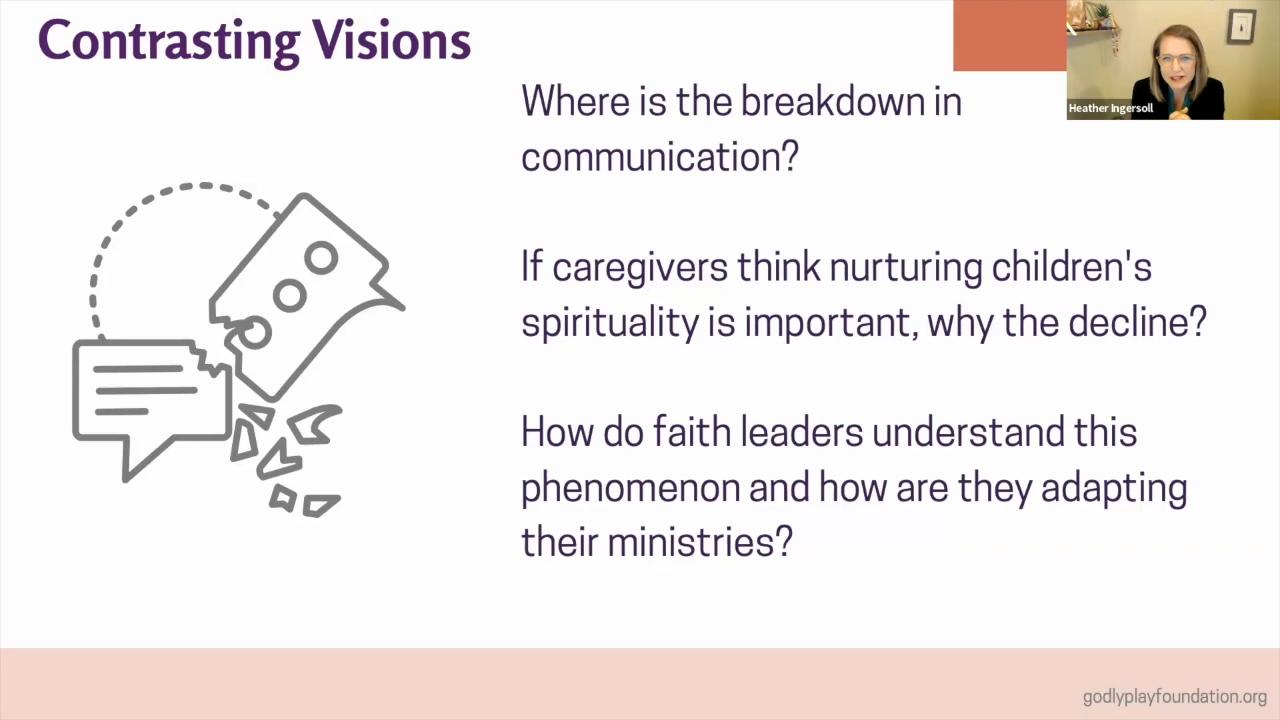 Contrasting Visions
Heather Ingersoll
Where is the breakdown in
communication?
If caregivers think nurturing children's
spirituality is important, why the decline?
How do faith leaders understand this
phenomenon and how are they adapting
their ministries?
godlyplayfoundation.org